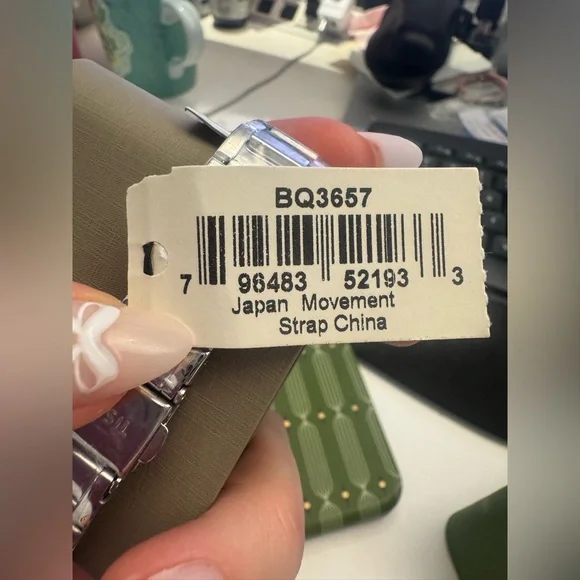 BQ3657
7 96483 52193 3
Japan Movement
Strap China